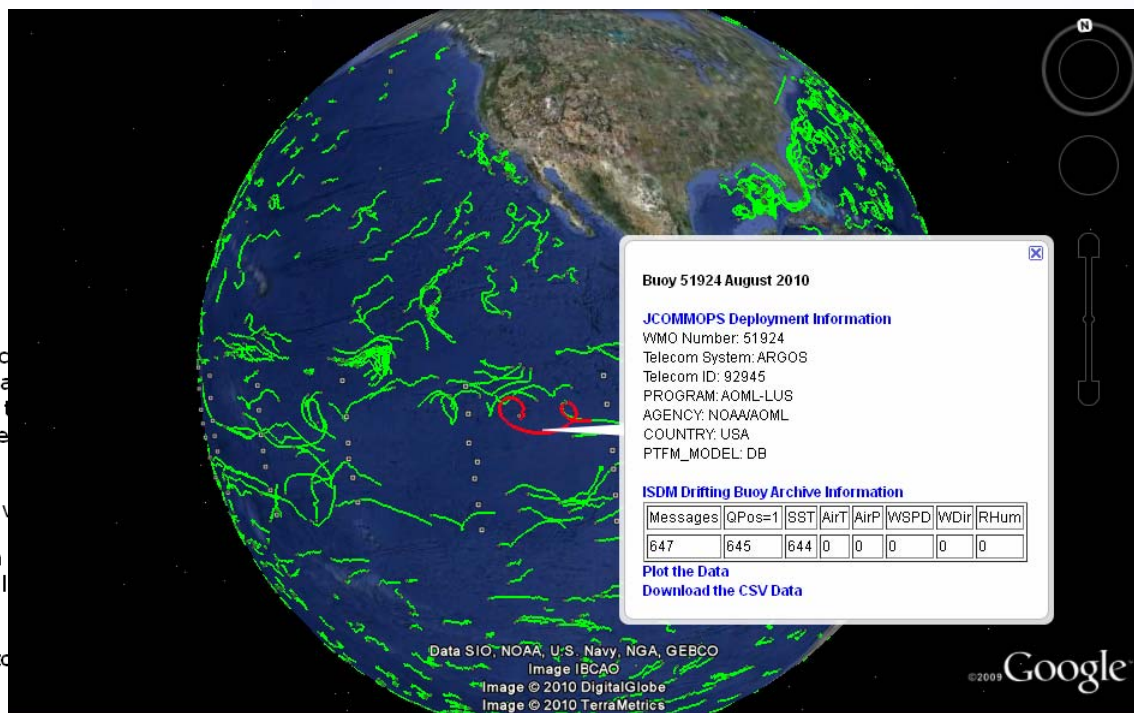 N
Buoy 51924 August 2010
JCOMMOPS Deployment Information
WMO Number: 51924
Telecom System: ARGOS
Telecom ID: 92945
PROGRAM: AOML-LUS
AGENCY: NOAA/AOML
COUNTRY: USA
PTFM_MODEL: DB
ISDM Drifting Buoy Archive Information
Messages QPos=1 SST AirT AirP WSPD WDir RHum
647 645 644 0 0 0 0 0
Plot the Data
Download the CSV Data
Data SIO, NOAA, U.S. Navy, NGA, GEBCO
Image IBCAO
Image © 2010 DigitalGlobe
Image © 2010 TerraMetrics
©2009 Google